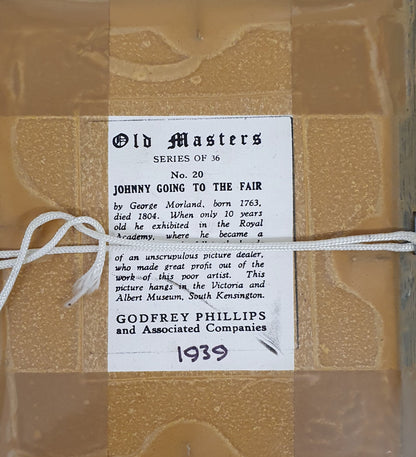 Old Masters
SERIES OF 36
No. 20
JOHNNY GOING TO THE FAIR
by George Morland, born 1763,
died 1804. When only 10 years
old he exhibited in the Royal
Academy, where he became a
of an unscrupulous picture dealer,
who made great profit out of the
work of this poor artist. This
picture hangs in the Victoria and
Albert Museum, South Kensington.
GODFREY PHILLIPS
and Associated Companies
1939